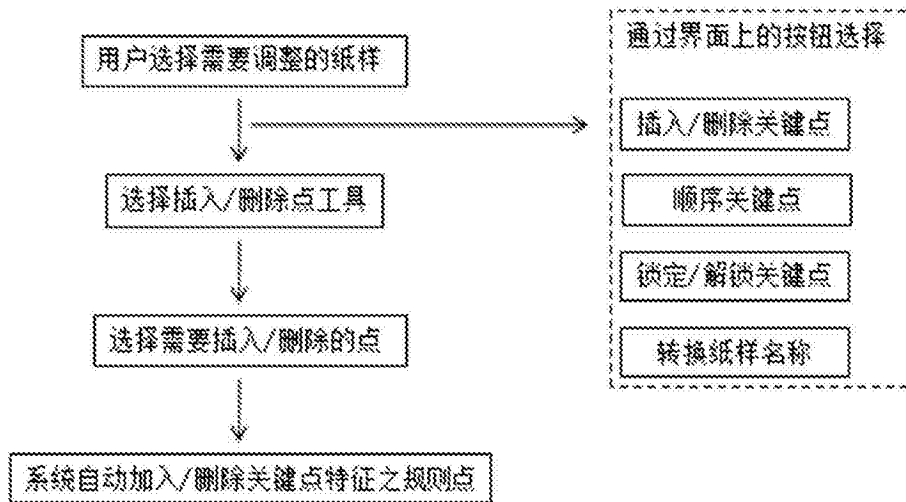 用户选择需要调整的纸样
选择插入/删除点工具
选择需要插入/删除的点
系统自动加入/删除关键点特征之规则点
通过界面上的按钮选择
插入/删除关键点
顺序关键点
锁定/解锁关键点
转换纸样名称